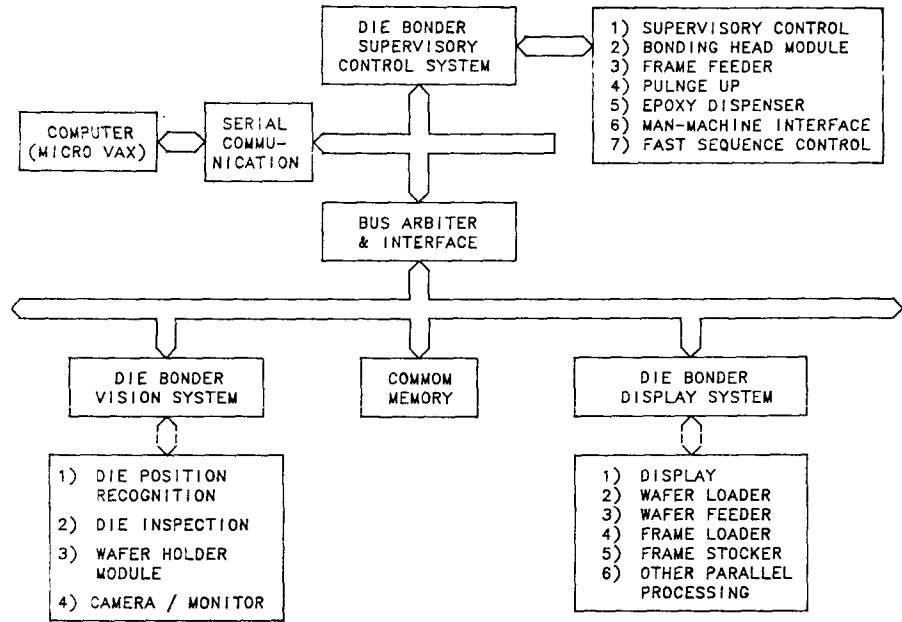 DIE BONDER
SUPERVISORY
CONTROL SYSTEM
1) SUPERVISORY CONTROL
2) BONDING HEAD MODULE
3) FRAME FEEDER
4) PULNGE UP
5) EPOXY DISPENSER
6) MAN-MACHINE INTERFACE
7) FAST SEQUENCE CONTROL
COMPUTER
(MICRO VAX)
SERIAL
COMMU-
NICATION
BUS ARBITER
& INTERFACE
DIE BONDER
VISION SYSTEM
COMMOM
MEMORY
DIE BONDER
DISPLAY SYSTEM
1) DIE POSITION
RECOGNITION
2) DIE INSPECTION
3) WAFER HOLDER
MODULE
4) CAMERA / MONITOR
1) DISPLAY
2) WAFER LOADER
3) WAFER FEEDER
4) FRAME LOADER
5) FRAME STOCKER
6) OTHER PARALLEL
PROCESSING